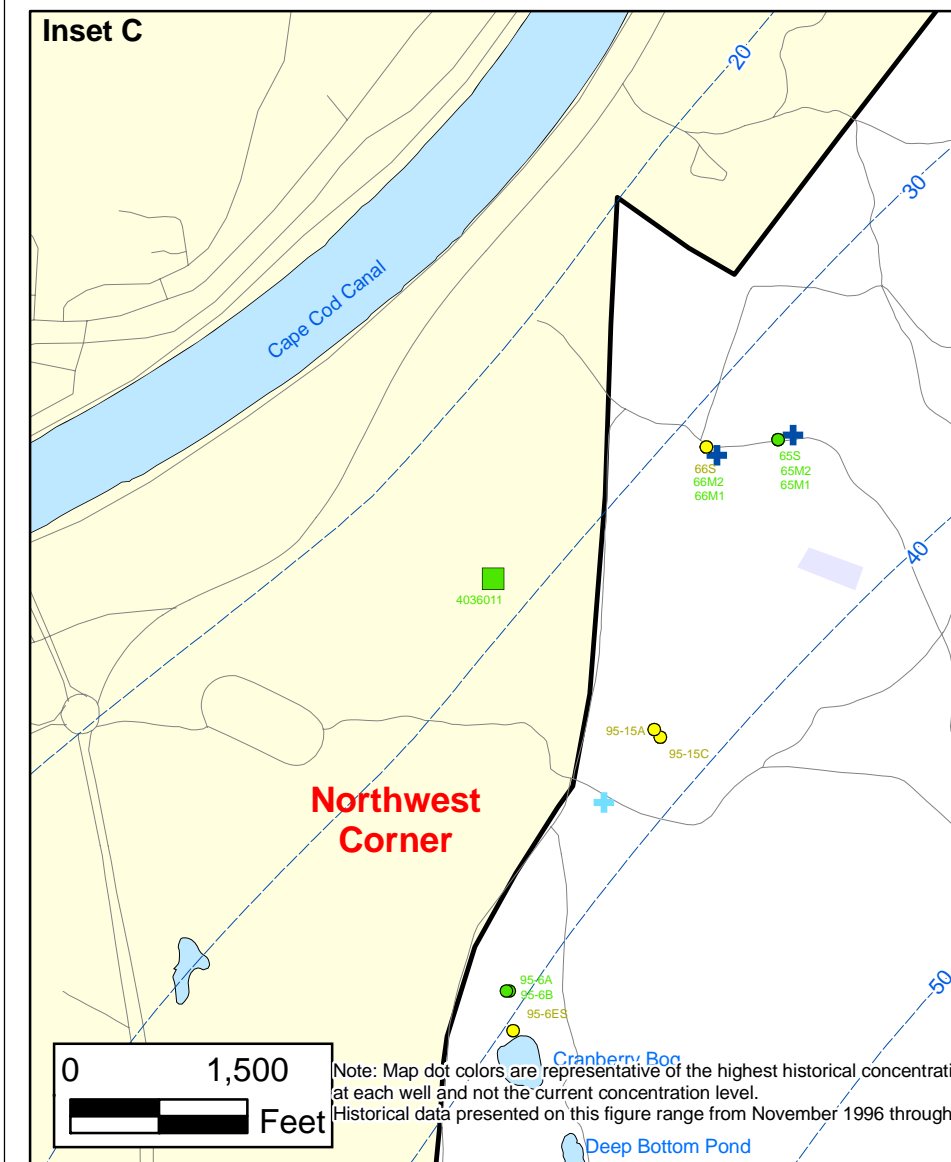 Inset C
20
30
Cape Cod Canal
66S
66M2
66M1
65S
65M2
65M1
40
4036011
95-15A
95-15C
Northwest
Corner
95-6A
95-6B
95-6ES
50
Cranberry Bog
0 1,500
Feet
Note: Map dot colors are representative of the highest historical concentrati
at each well and not the current concentration level.
Historical data presented on this figure range from November 1996 through
Deep Bottom Pond